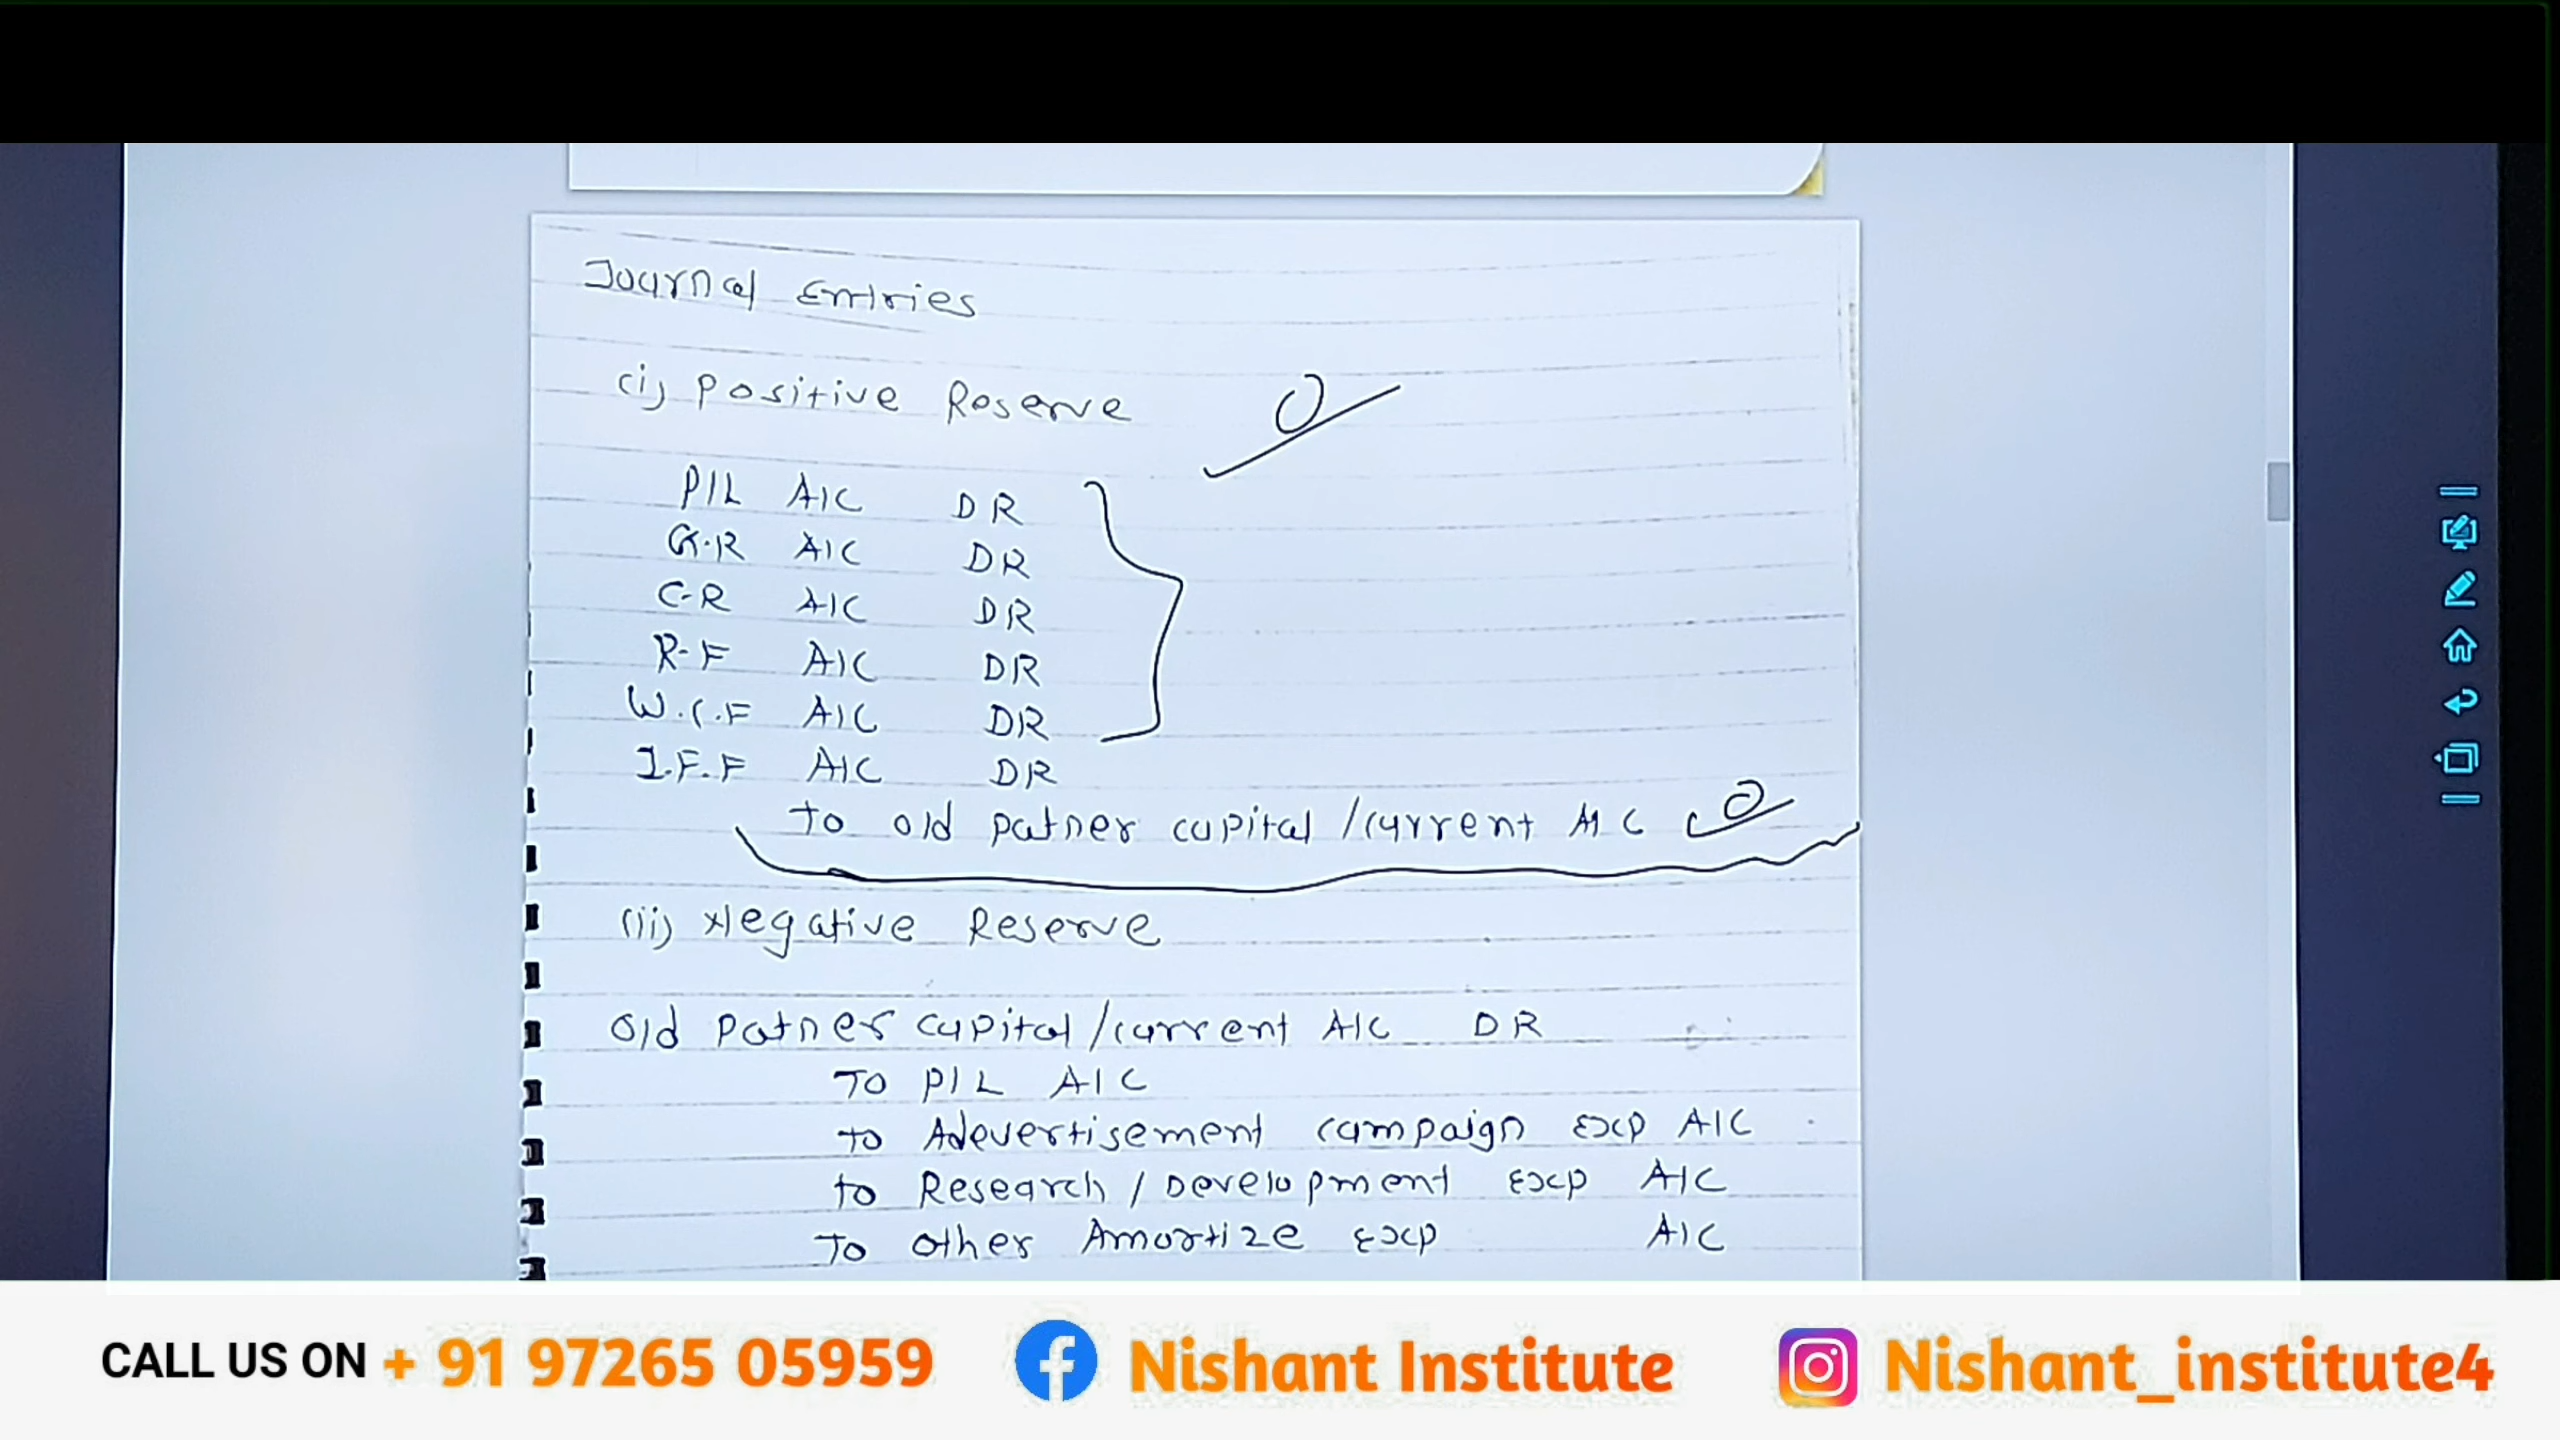 Journal Entries
(i) Positive Reserve
P/L A/C DR
G.R A/C DR
C-R A/C DR
R-F A/C DR
W.C.F A/C DR
I.F.F A/C DR
To old patner capital /current A/C
(ii) Negative Reserve
old patner capital /current A/C DR
To P/L A/C
to Adevertisement campaign exp A/C
to Research / Development exp A/C
To other Amortize exp A/C
CALL US ON + 91 97265 05959 Nishant Institute Nishant_institute4